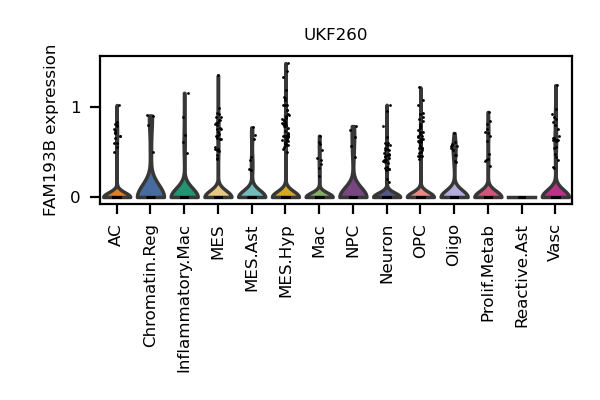 UKF260
FAM193B expression
1
0
AC
Chromatin.Reg
Inflammatory.Mac
MES
MES.Ast
MES.Hyp
Mac
NPC
Neuron
OPC
Oligo
Prolif.Metab
Reactive.Ast
Vasc